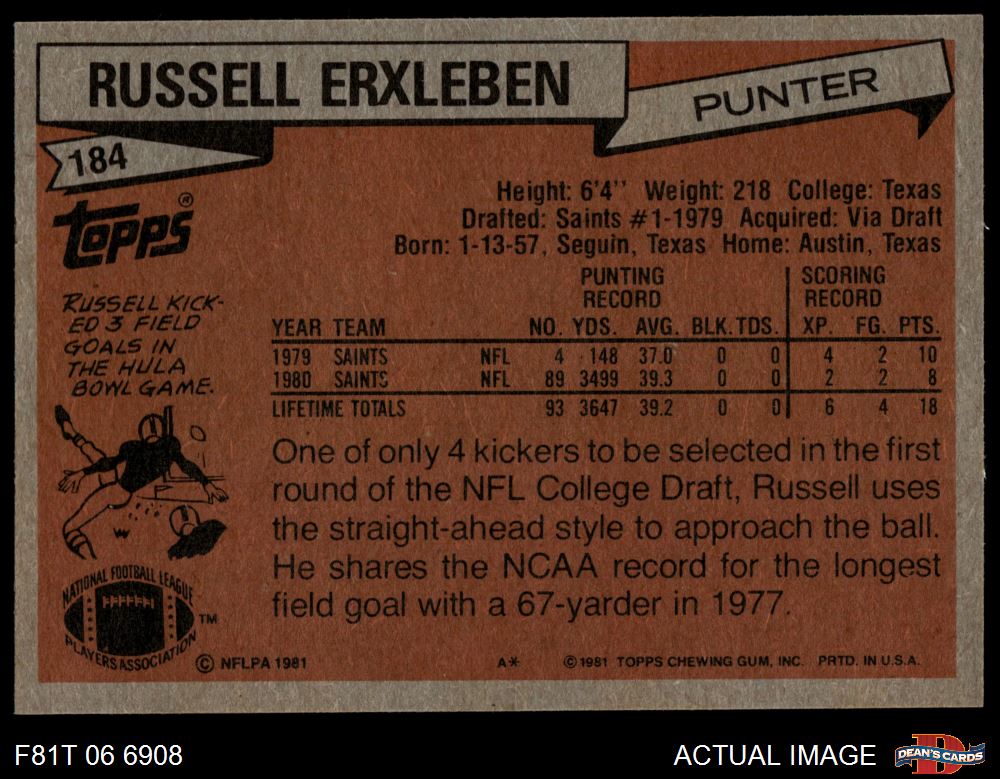 RUSSELL ERXLEBEN
PUNTER
184
TOPPS®
Height: 6'4" Weight: 218 College: Texas
Drafted: Saints #1-1979 Acquired: Via Draft
Born: 1-13-57, Seguin, Texas Home: Austin, Texas
RUSSELL KICK-
ED 3 FIELD
GOALS IN
THE HULA
BOWL GAME.
PUNTING RECORD SCORING RECORD
YEAR TEAM NO. YDS. AVG. BLK. TDS. XP. FG. PTS.
1979 SAINTS NFL 4 148 37.0 0 0 4 2 10
1980 SAINTS NFL 89 3499 39.3 0 0 2 2 8
LIFETIME TOTALS 93 3647 39.2 0 0 6 4 18
One of only 4 kickers to be selected in the first
round of the NFL College Draft, Russell uses
the straight-ahead style to approach the ball.
He shares the NCAA record for the longest
field goal with a 67-yarder in 1977.
NATIONAL FOOTBALL LEAGUE
PLAYERS ASSOCIATION
TM
© NFLPA 1981
A* © 1981 TOPPS CHEWING GUM, INC. PRTD. IN U.S.A.
F81T 06 6908
ACTUAL IMAGE
D
DEAN'S CARDS